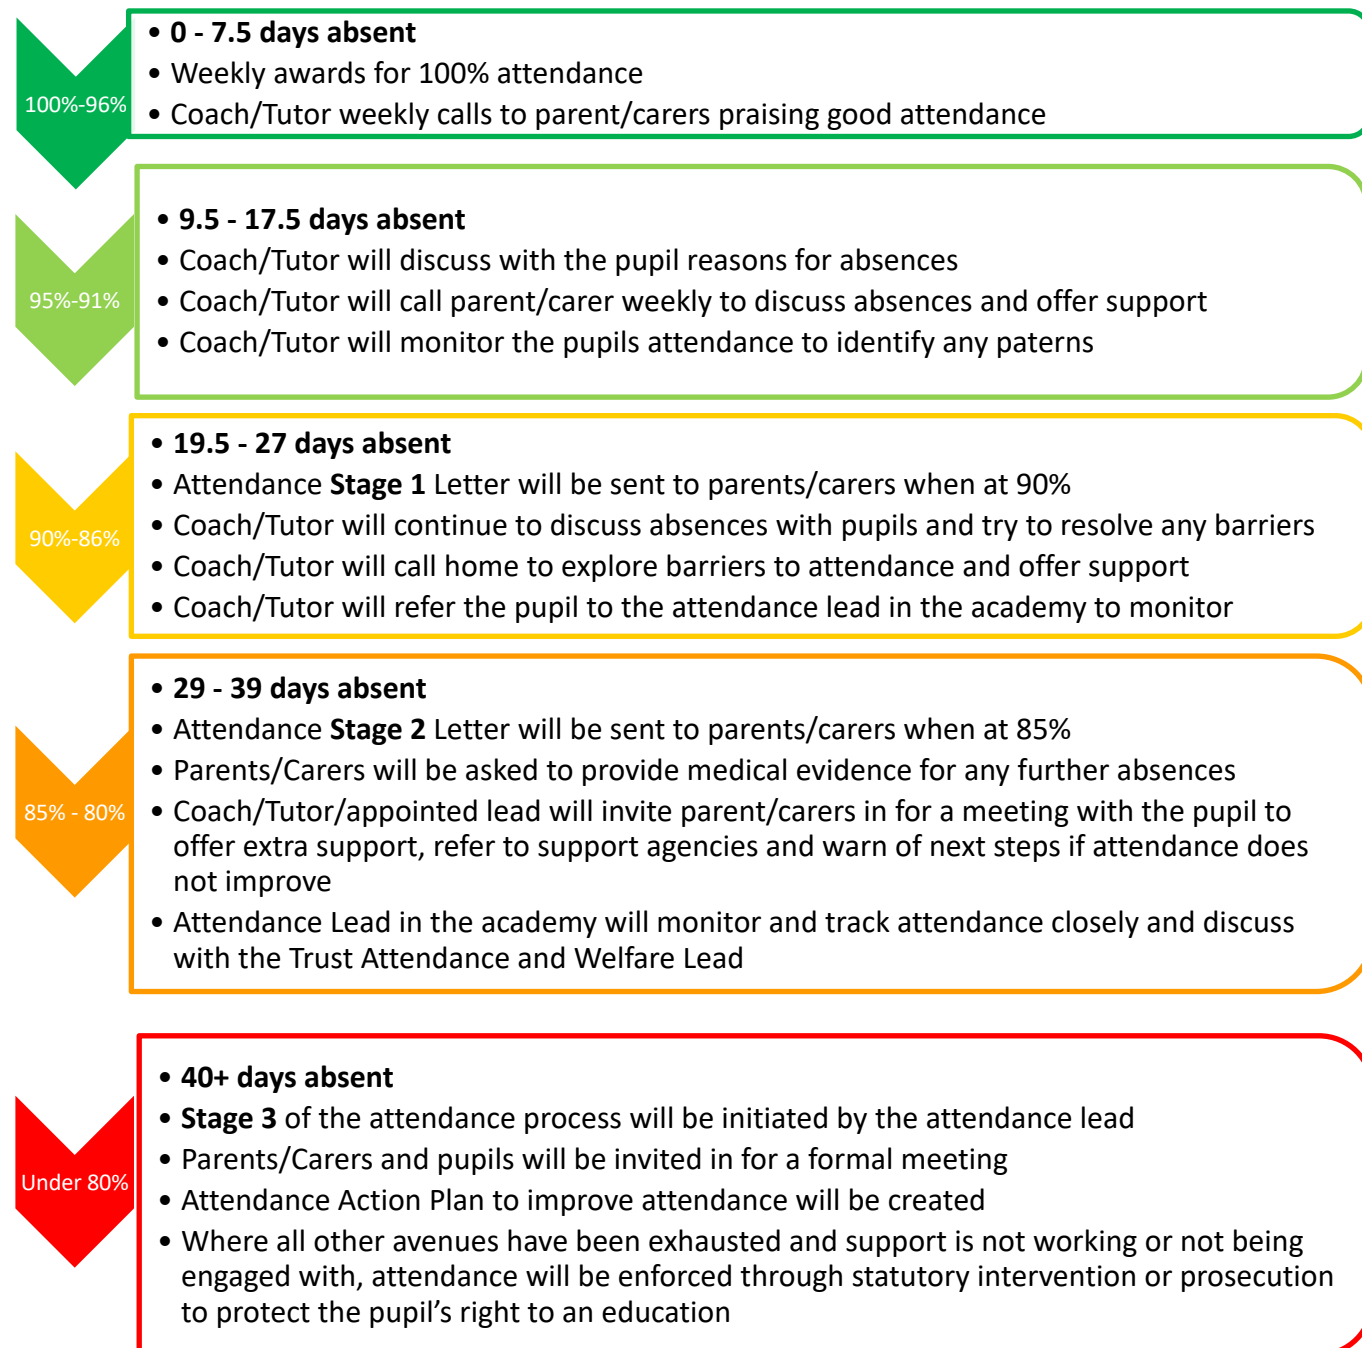 100%-96%
• 0 - 7.5 days absent
• Weekly awards for 100% attendance
• Coach/Tutor weekly calls to parent/carers praising good attendance
95%-91%
• 9.5 - 17.5 days absent
• Coach/Tutor will discuss with the pupil reasons for absences
• Coach/Tutor will call parent/carer weekly to discuss absences and offer support
• Coach/Tutor will monitor the pupils attendance to identify any paterns
90%-86%
• 19.5 - 27 days absent
• Attendance Stage 1 Letter will be sent to parents/carers when at 90%
• Coach/Tutor will continue to discuss absences with pupils and try to resolve any barriers
• Coach/Tutor will call home to explore barriers to attendance and offer support
• Coach/Tutor will refer the pupil to the attendance lead in the academy to monitor
85% - 80%
• 29 - 39 days absent
• Attendance Stage 2 Letter will be sent to parents/carers when at 85%
• Parents/Carers will be asked to provide medical evidence for any further absences
• Coach/Tutor/appointed lead will invite parent/carers in for a meeting with the pupil to
offer extra support, refer to support agencies and warn of next steps if attendance does
not improve
• Attendance Lead in the academy will monitor and track attendance closely and discuss
with the Trust Attendance and Welfare Lead
Under 80%
• 40+ days absent
• Stage 3 of the attendance process will be initiated by the attendance lead
• Parents/Carers and pupils will be invited in for a formal meeting
• Attendance Action Plan to improve attendance will be created
• Where all other avenues have been exhausted and support is not working or not being
engaged with, attendance will be enforced through statutory intervention or prosecution
to protect the pupil’s right to an education